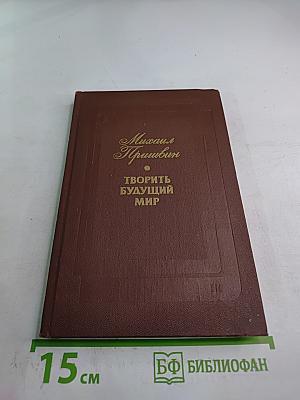 Михаил
Пришвин
ТВОРИТЬ
БУДУЩИЙ
МИР
15 см
БФ БИБЛИОФАН